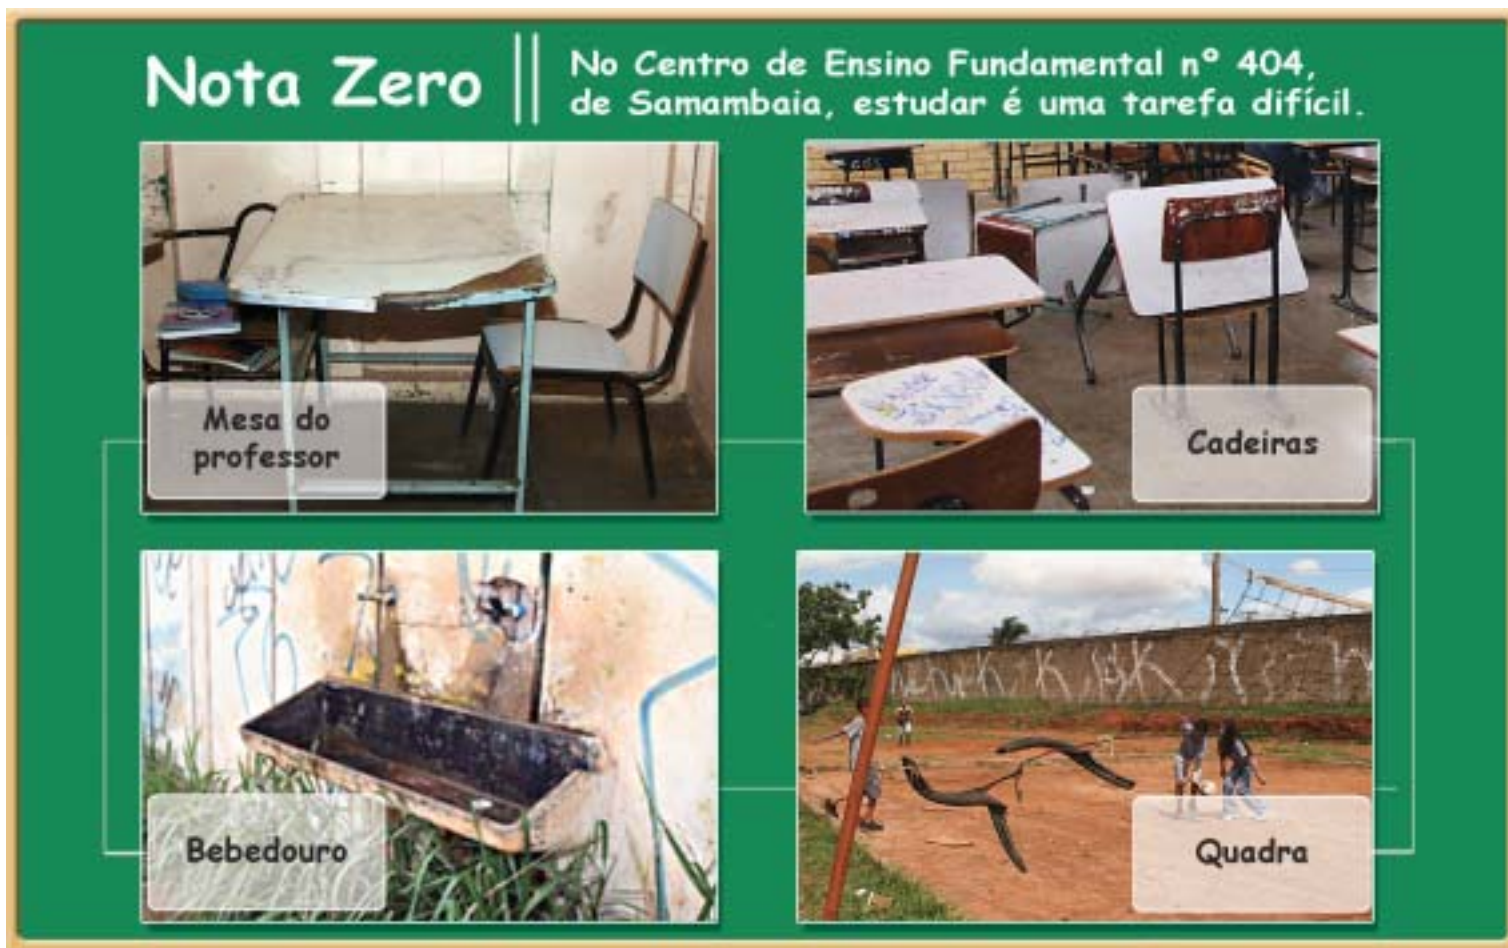 Nota Zero
No Centro de Ensino Fundamental nº 404,
de Samambaia, estudar é uma tarefa difícil.
Mesa do
professor
Cadeiras
Bebedouro
Quadra